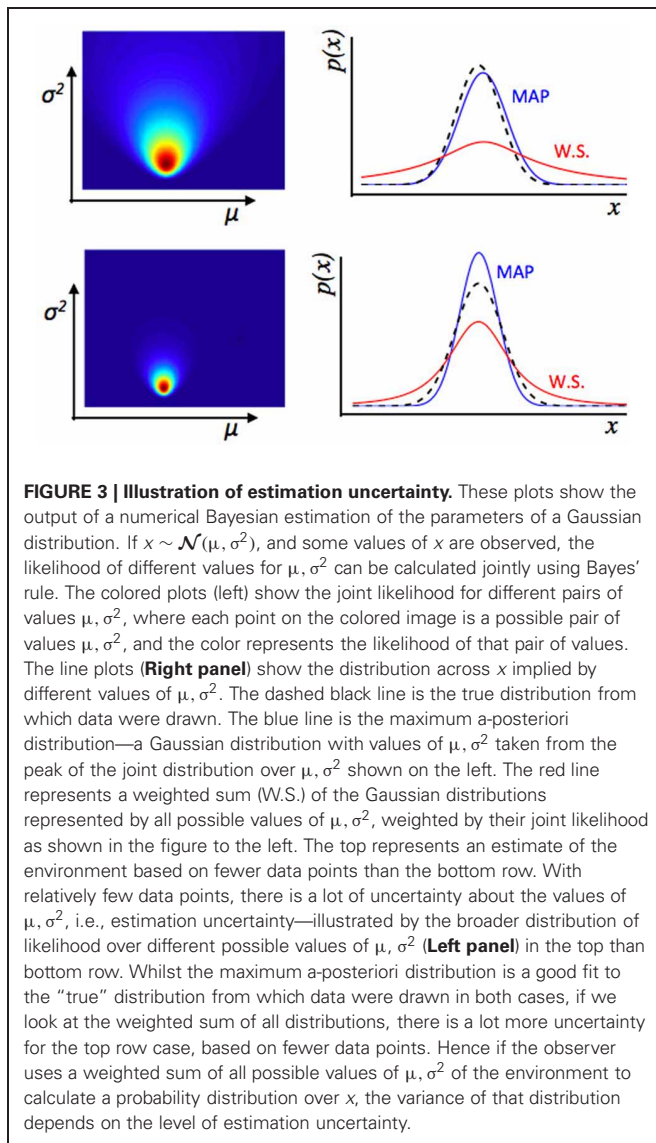 σ²
μ
p(x)
MAP
W.S.
x
σ²
μ
p(x)
MAP
W.S.
x
FIGURE 3 | Illustration of estimation uncertainty. These plots show the
output of a numerical Bayesian estimation of the parameters of a Gaussian
distribution. If x ∼ 𝒩(μ, σ²), and some values of x are observed, the
likelihood of different values for μ, σ² can be calculated jointly using Bayes'
rule. The colored plots (left) show the joint likelihood for different pairs of
values μ, σ², where each point on the colored image is a possible pair of
values μ, σ², and the color represents the likelihood of that pair of values.
The line plots (Right panel) show the distribution across x implied by
different values of μ, σ². The dashed black line is the true distribution from
which data were drawn. The blue line is the maximum a-posteriori
distribution—a Gaussian distribution with values of μ, σ² taken from the
peak of the joint distribution over μ, σ² shown on the left. The red line
represents a weighted sum (W.S.) of the Gaussian distributions
represented by all possible values of μ, σ², weighted by their joint likelihood
as shown in the figure to the left. The top represents an estimate of the
environment based on fewer data points than the bottom row. With
relatively few data points, there is a lot of uncertainty about the values of
μ, σ², i.e., estimation uncertainty—illustrated by the broader distribution of
likelihood over different possible values of μ, σ² (Left panel) in the top than
bottom row. Whilst the maximum a-posteriori distribution is a good fit to
the "true" distribution from which data were drawn in both cases, if we
look at the weighted sum of all distributions, there is a lot more uncertainty
for the top row case, based on fewer data points. Hence if the observer
uses a weighted sum of all possible values of μ, σ² of the environment to
calculate a probability distribution over x, the variance of that distribution
depends on the level of estimation uncertainty.